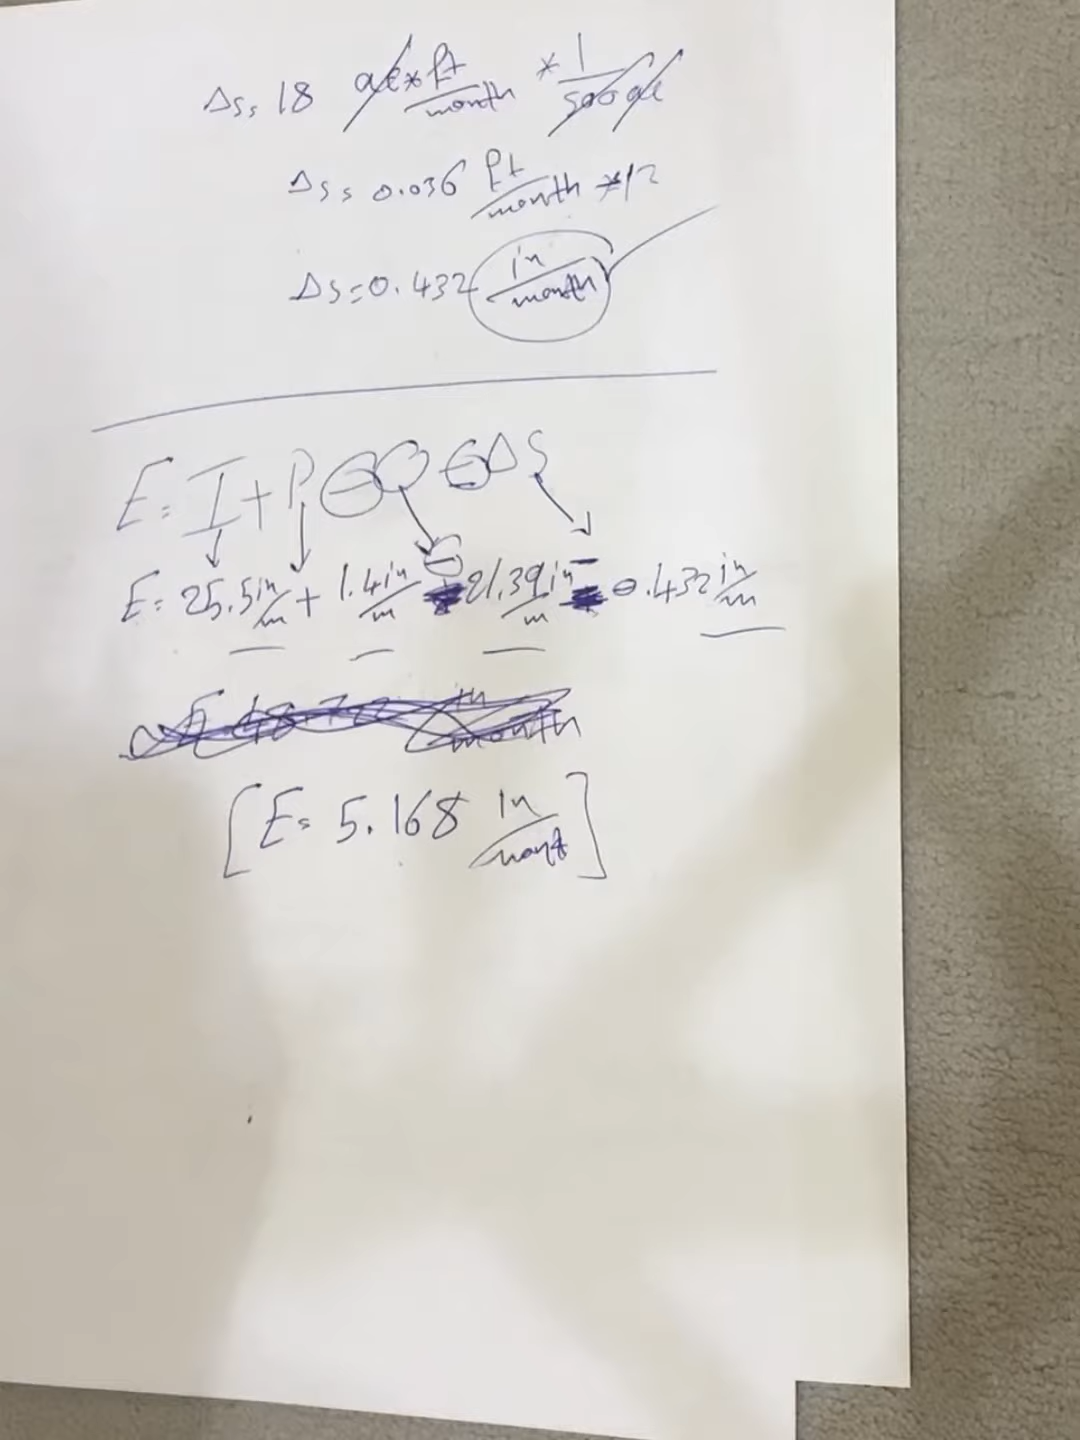 ΔS= 18 ac*ft/month * 1/500 ac
ΔS= 0.036 ft/month *12
ΔS=0.432 in/month
E= I + P - O - ΔS
E= 25.5 in/m + 1.4 in/m - 21.39 in/m - 0.432 in/m
[E= 5.168 in/month]